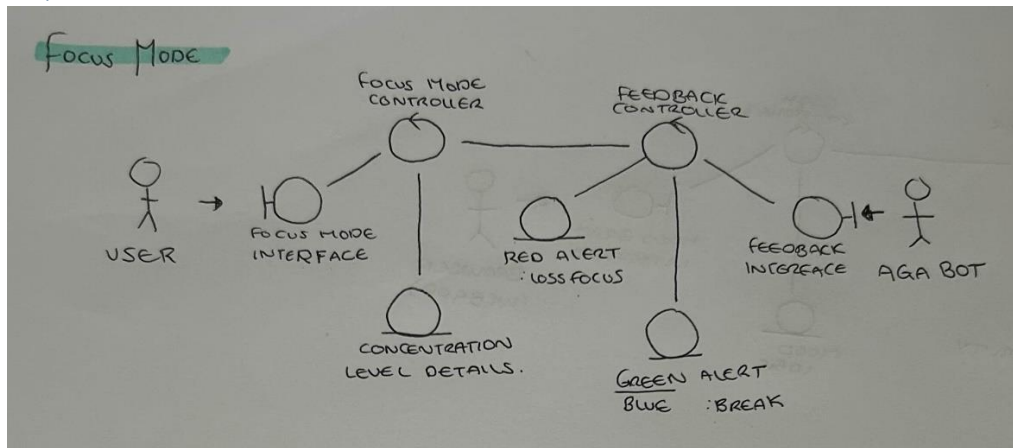 FOCUS MODE
FOCUS MODE
CONTROLLER
FEEDBACK
CONTROLLER
USER
FOCUS MODE
INTERFACE
RED ALERT
: LOSS FOCUS
FEEDBACK
INTERFACE
AGA BOT
CONCENTRATION
LEVEL DETAILS.
GREEN ALERT
BLUE : BREAK